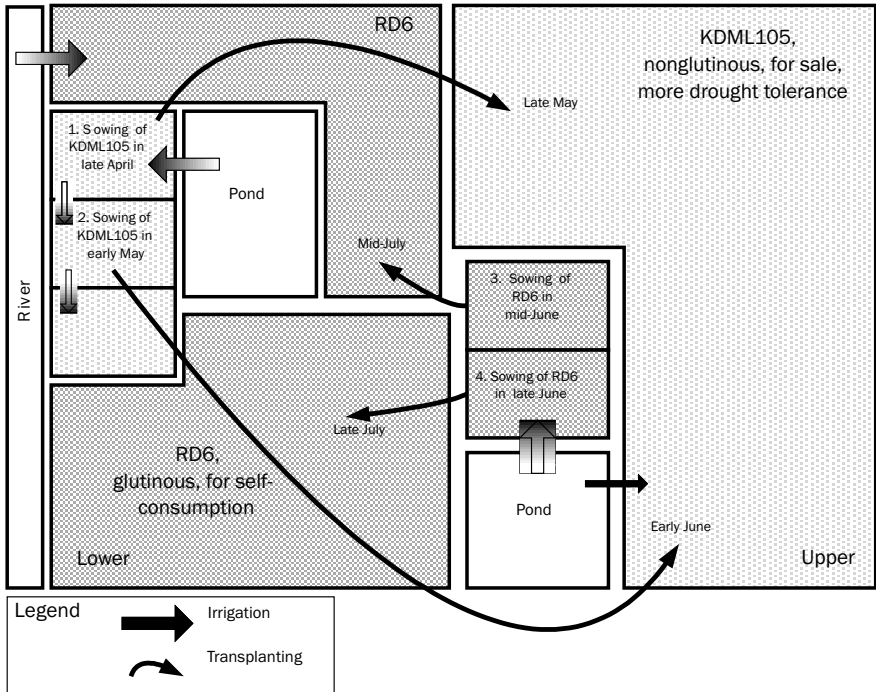 RD6
KDML105,
nonglutinous, for sale,
more drought tolerance
Late May
1. S owing of
KDML105 in
late April
Pond
2. Sowing of
KDML105 in
early May
River
Mid-July
3. Sowing of
RD6 in
mid-June
4. Sowing of RD6
in late June
Late July
RD6,
glutinous, for self-
consumption
Pond
Early June
Lower
Upper
Legend
Irrigation
Transplanting